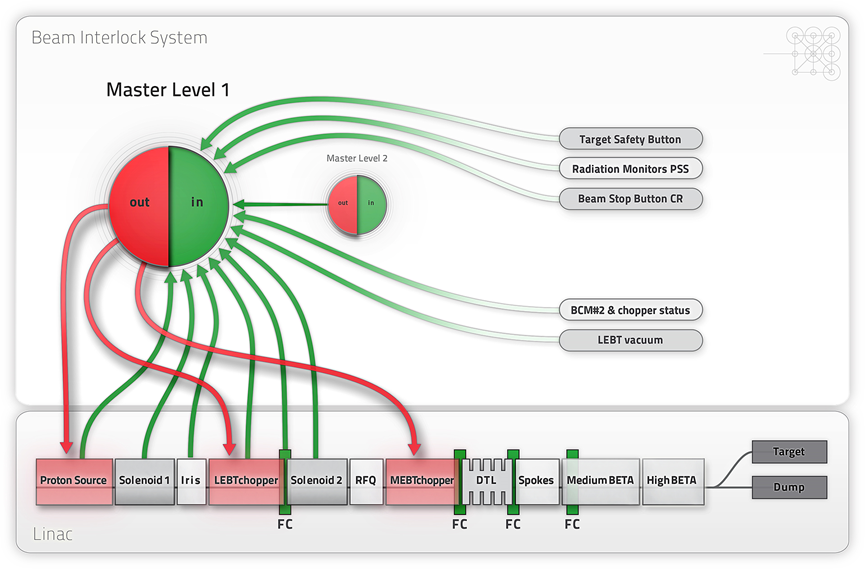 Beam Interlock System
Master Level 1
Target Safety Button
Master Level 2
Radiation Monitors PSS
out in
out in
Beam Stop Button CR
BCM#2 & chopper status
LEBT vacuum
Target
Proton Source Solenoid 1 Iris LEBTchopper Solenoid 2 RFQ MEBTchopper DTL Spokes Medium BETA High BETA
Dump
FC FC FC FC
Linac